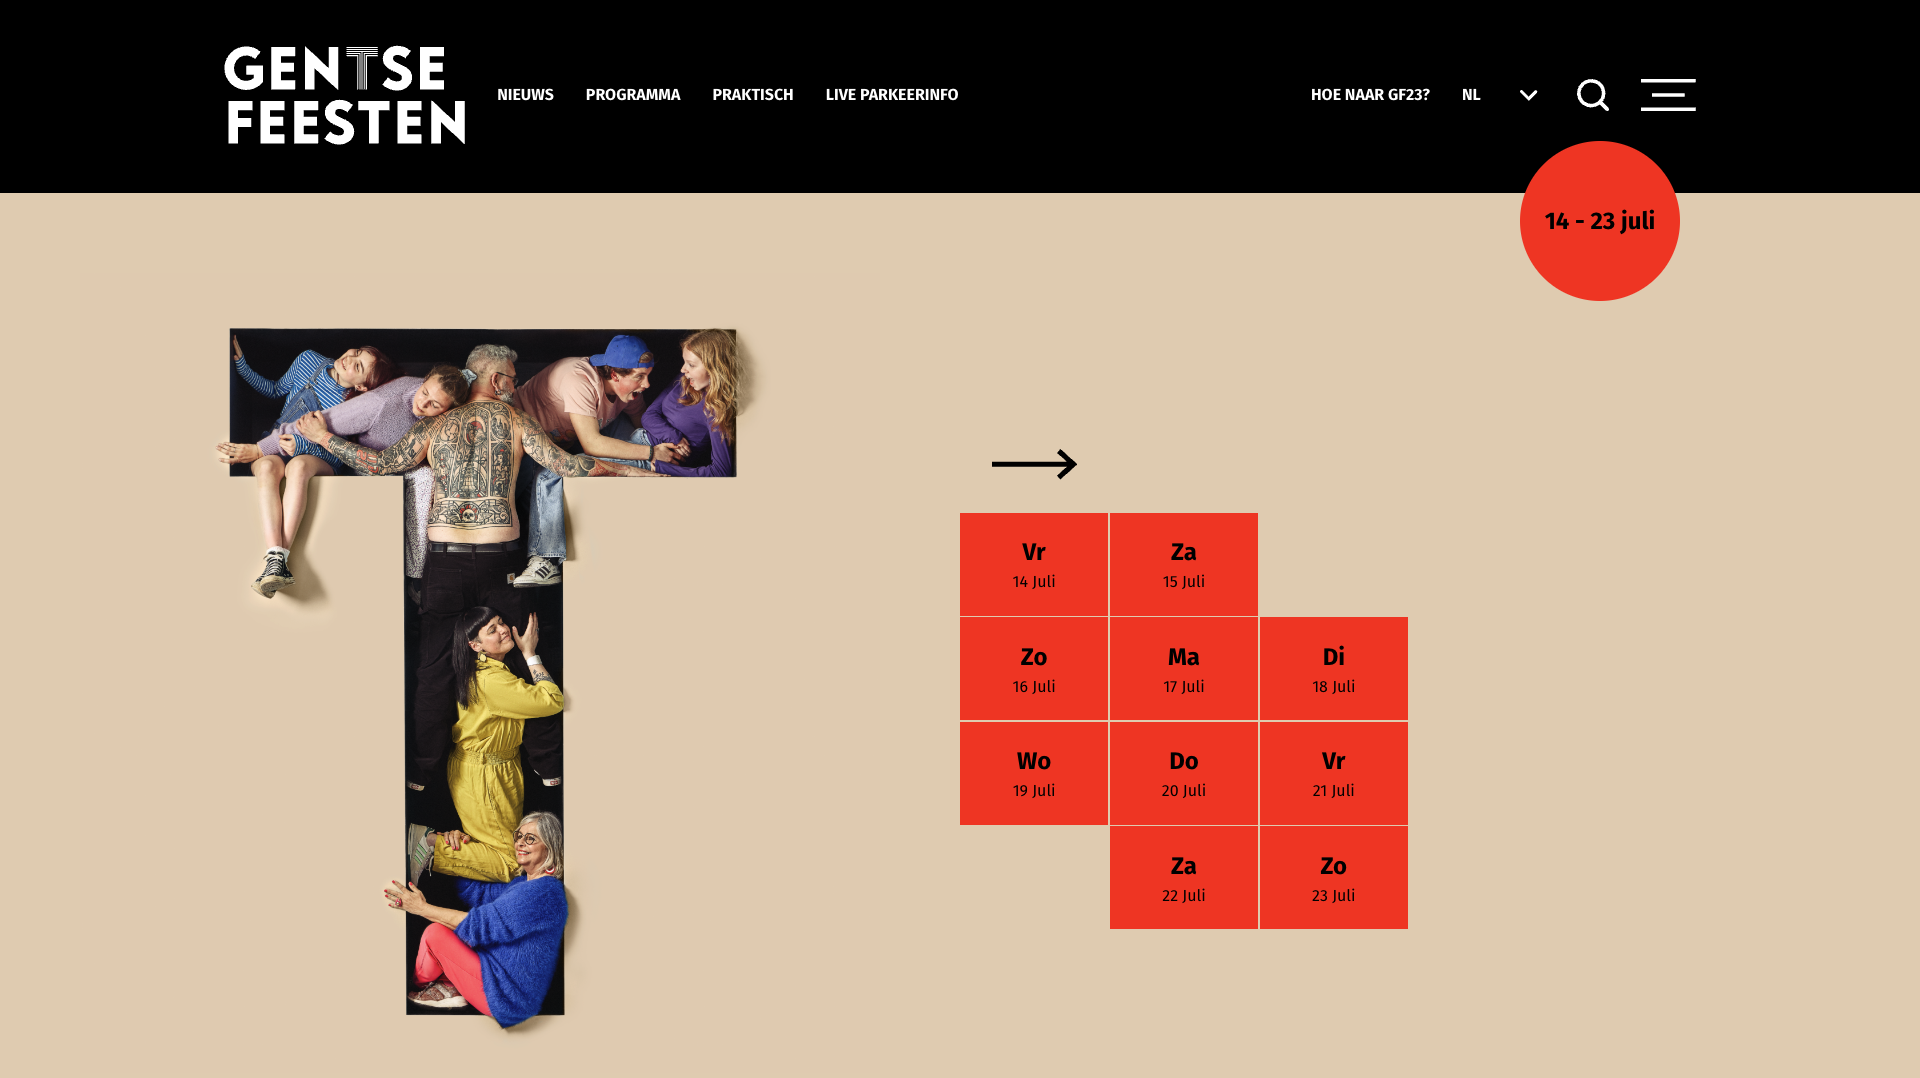 GENTSE
FEESTEN
NIEUWS
PROGRAMMA
PRAKTISCH
LIVE PARKEERINFO
HOE NAAR GF23?
NL
14 - 23 juli
Vr
14 Juli
Za
15 Juli
Zo
16 Juli
Ma
17 Juli
Di
18 Juli
Wo
19 Juli
Do
20 Juli
Vr
21 Juli
Za
22 Juli
Zo
23 Juli